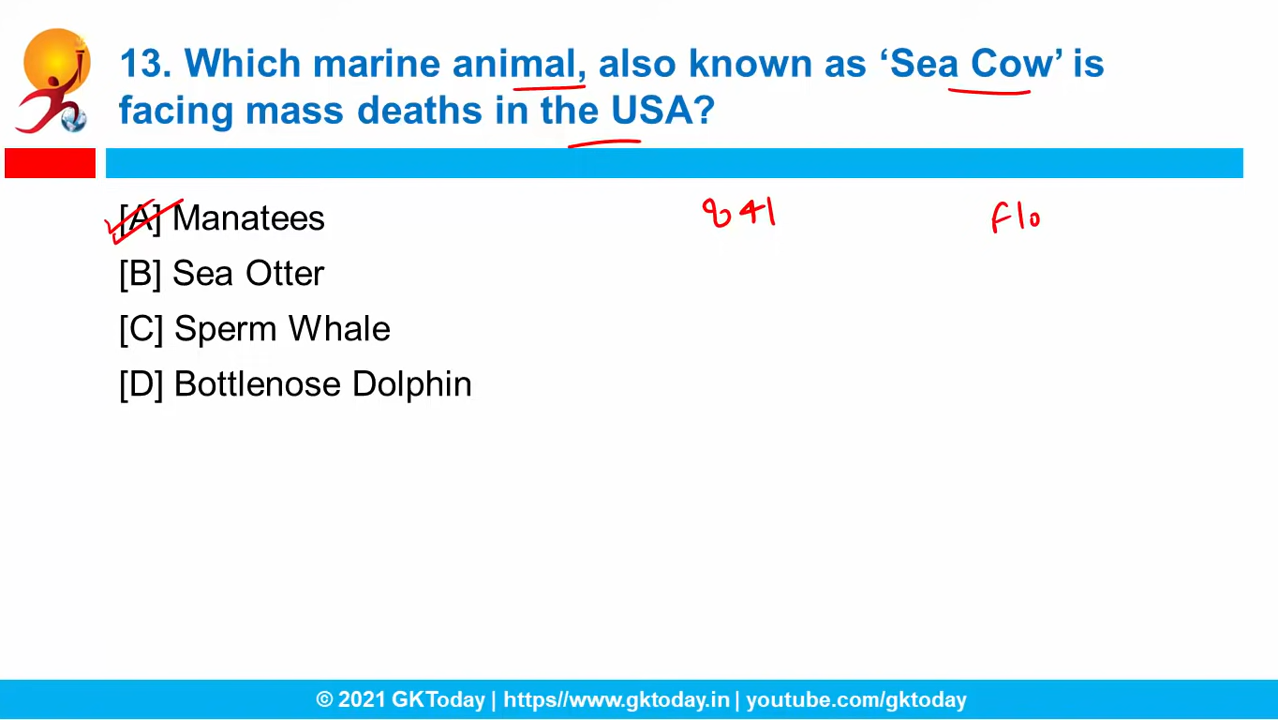 13. Which marine animal, also known as ‘Sea Cow’ is
facing mass deaths in the USA?
[A] Manatees 841 Flo
[B] Sea Otter
[C] Sperm Whale
[D] Bottlenose Dolphin
© 2021 GKToday | https//www.gktoday.in | youtube.com/gktoday